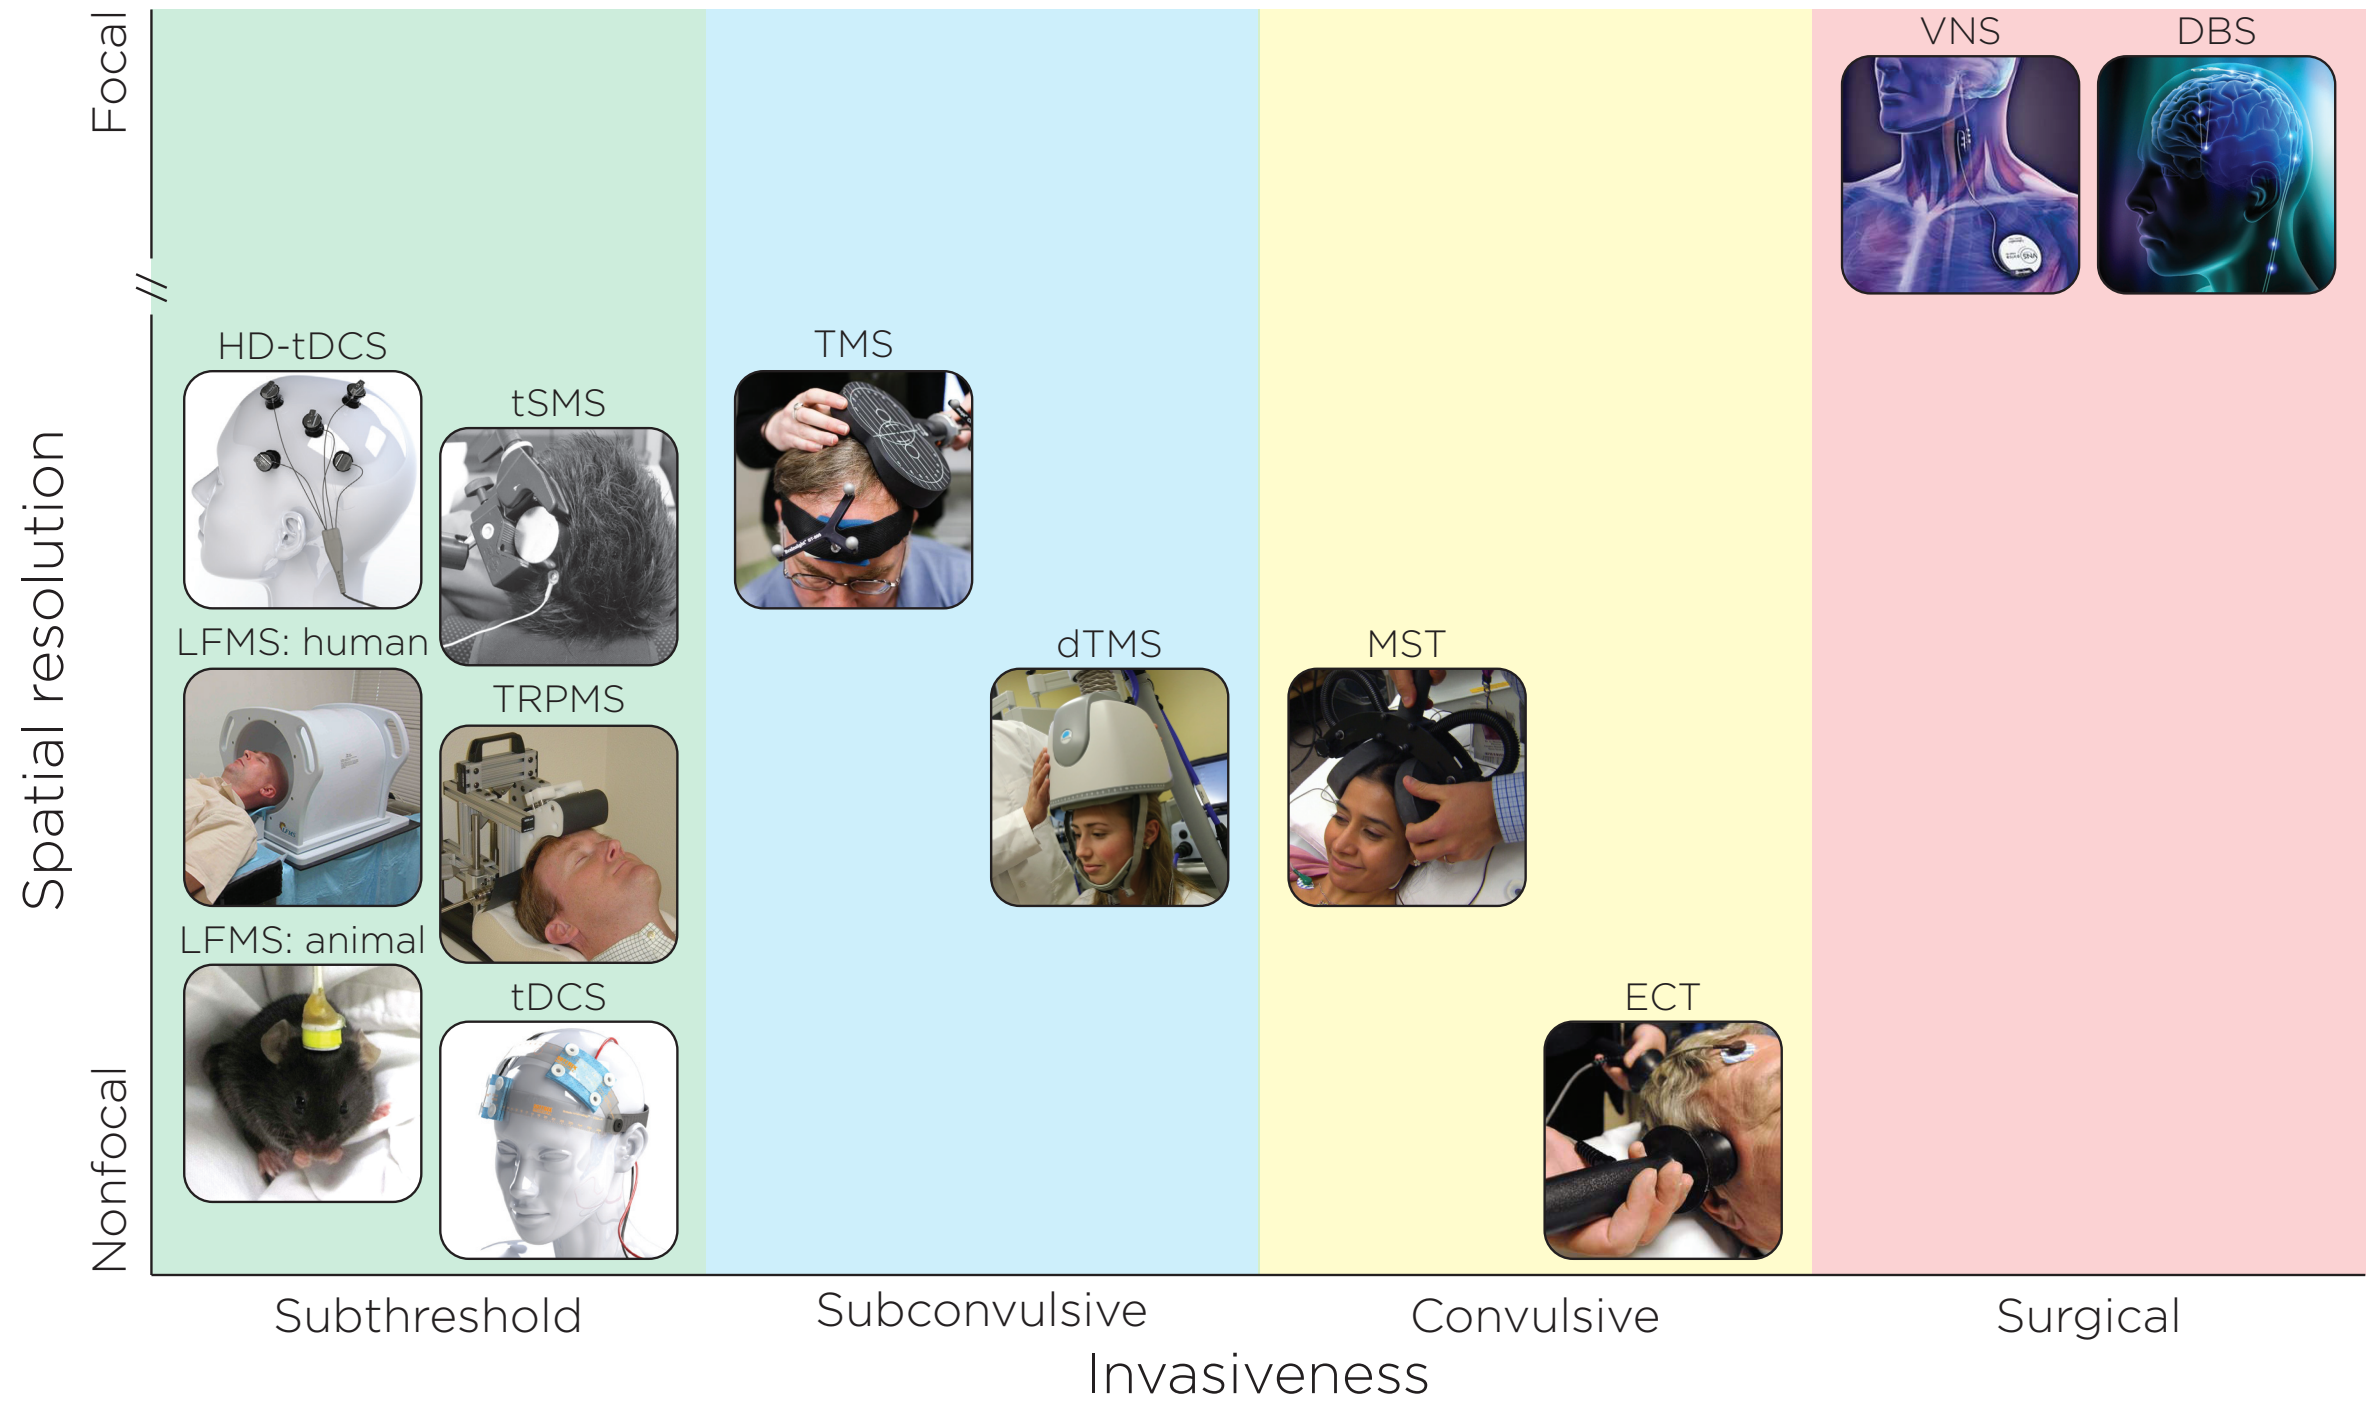 Focal
VNS
DBS
HD-tDCS
TMS
tSMS
LFMS: human
dTMS
MST
TRPMS
LFMS: animal
tDCS
ECT
Spatial resolution
Nonfocal
Subthreshold
Subconvulsive
Convulsive
Surgical
Invasiveness